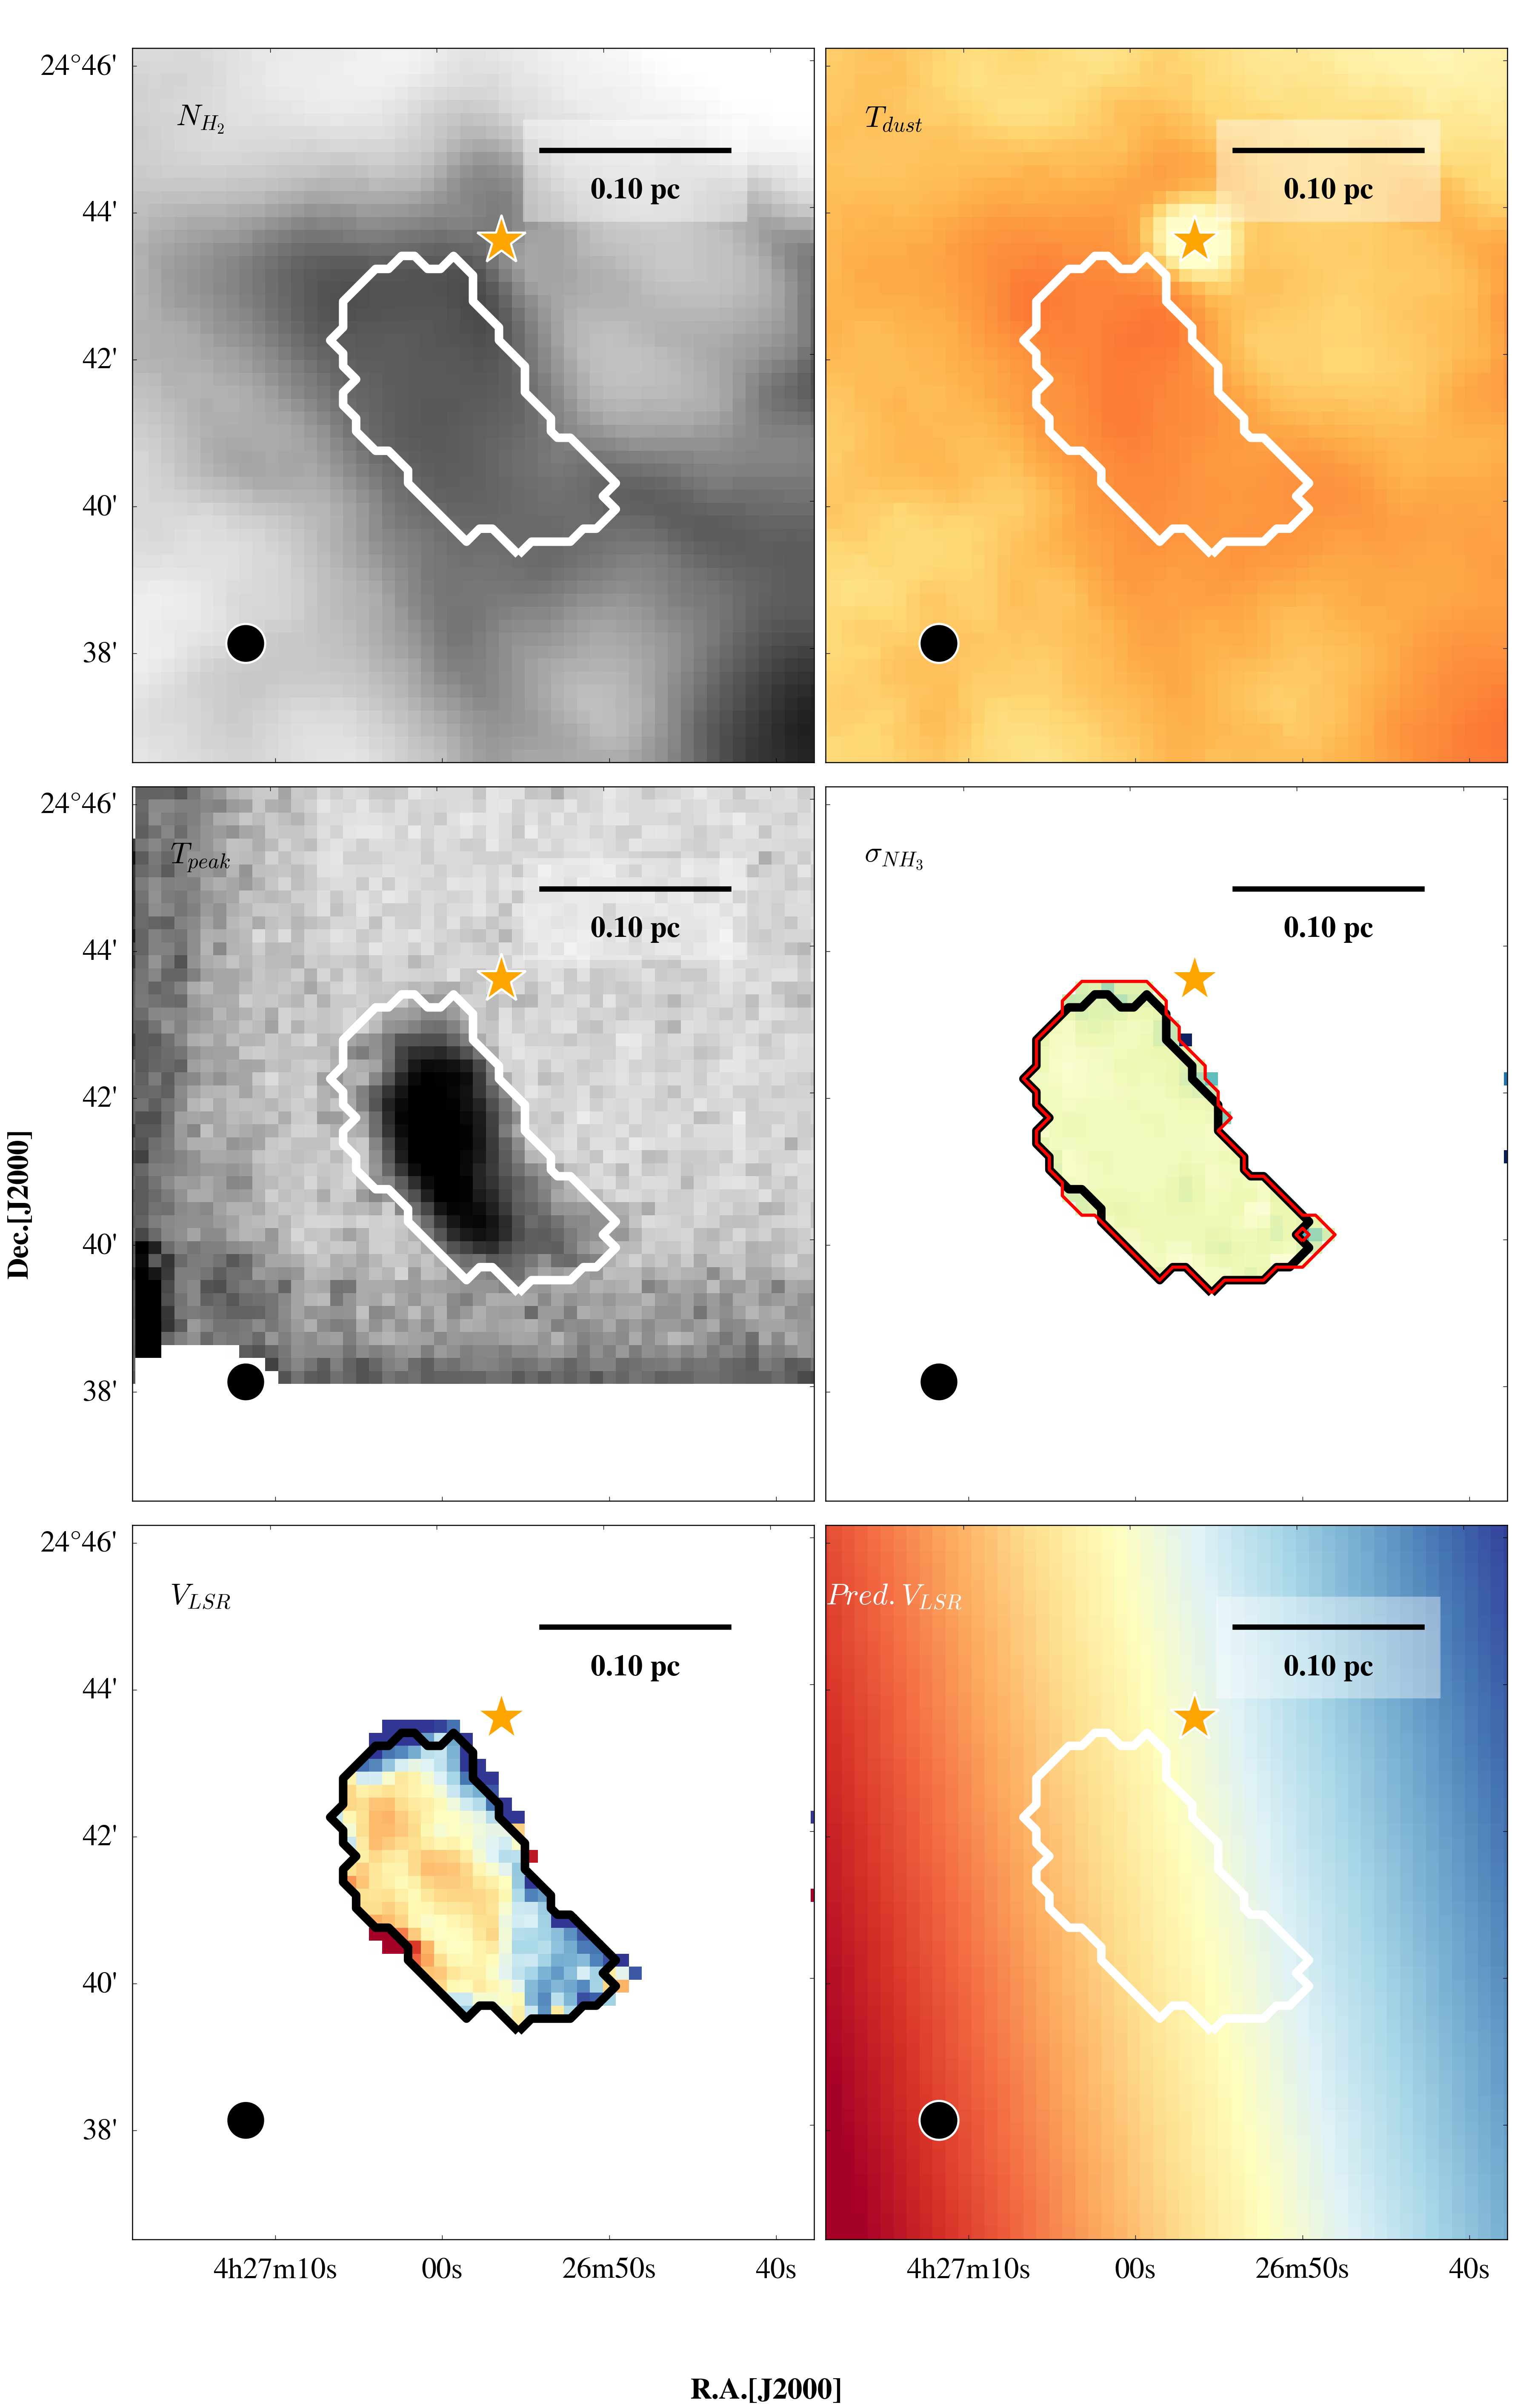 24°46'
44'
42'
40'
38'
N_{H_2}
0.10 pc
T_{dust}
0.10 pc
24°46'
44'
42'
40'
38'
T_{peak}
0.10 pc
σ_{NH_3}
0.10 pc
Dec.[J2000]
24°46'
44'
42'
40'
38'
V_{LSR}
0.10 pc
Pred.V_{LSR}
0.10 pc
4h27m10s 00s 26m50s 40s
4h27m10s 00s 26m50s 40s
R.A.[J2000]